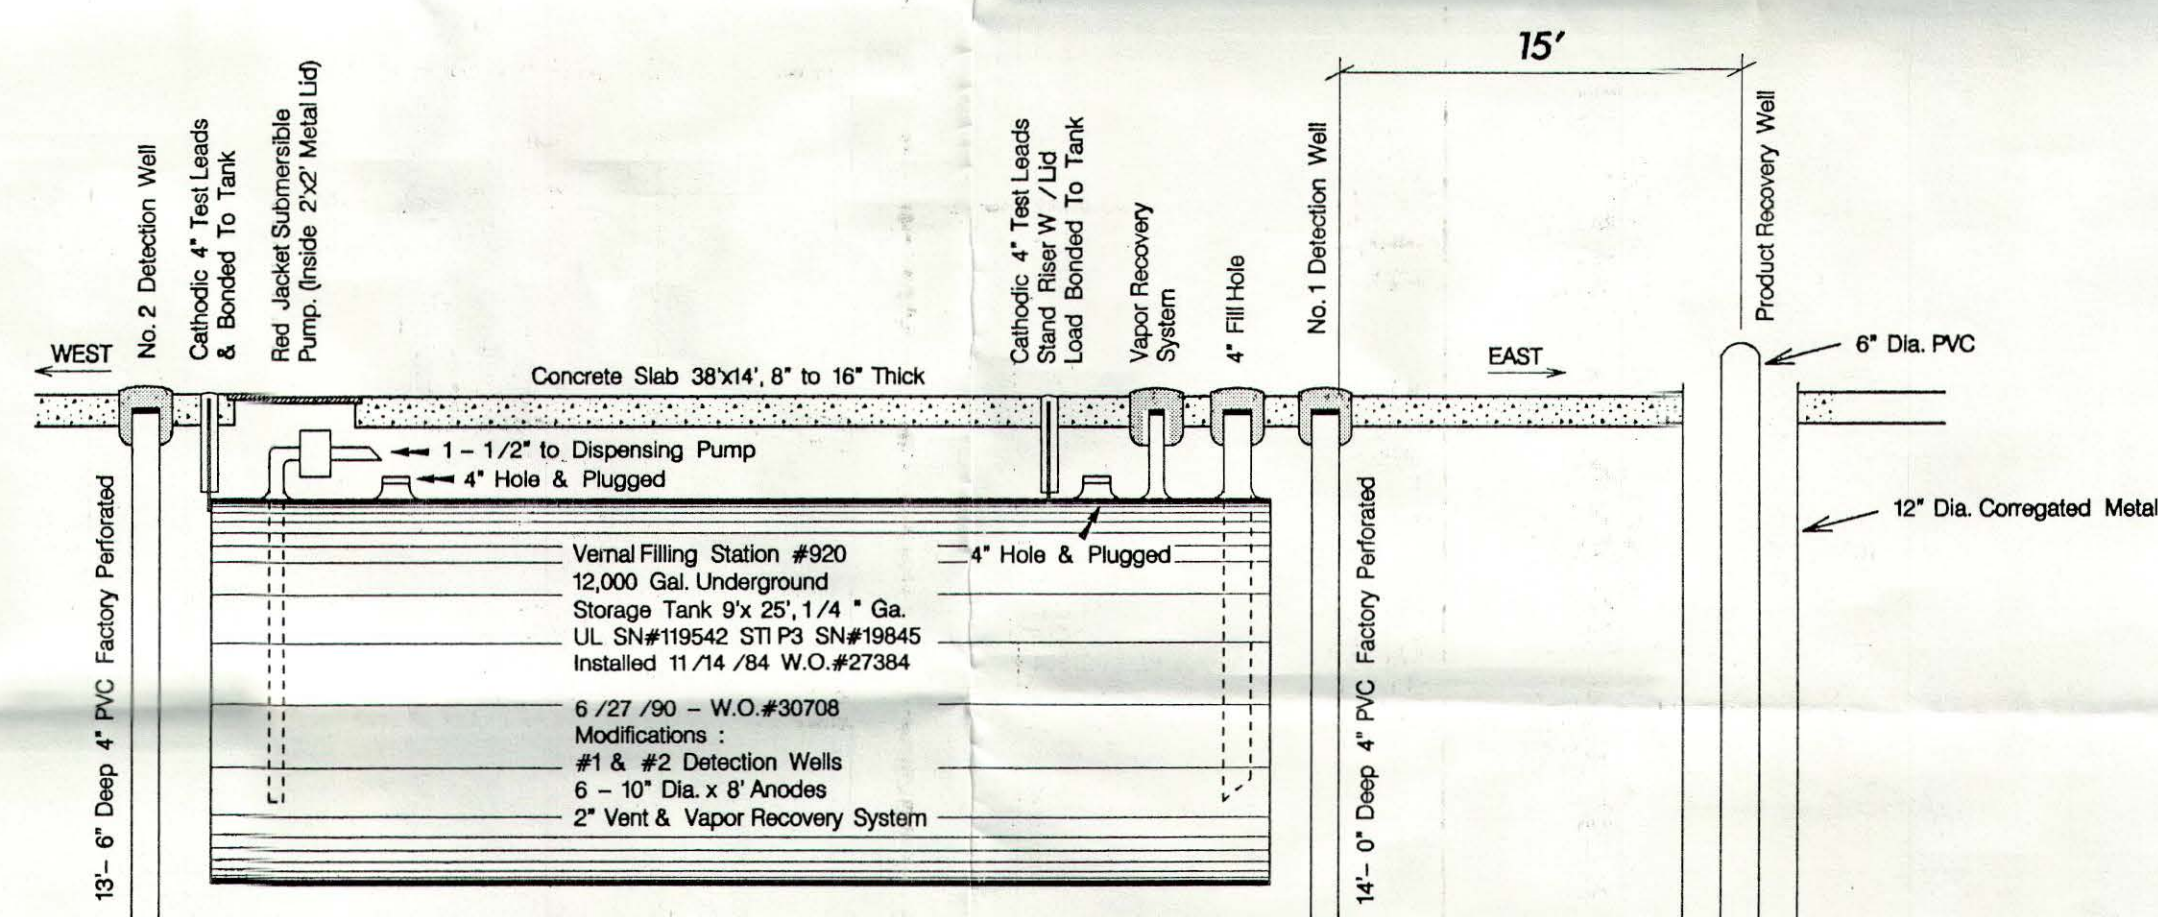 15'
No. 2 Detection Well
Cathodic 4" Test Leads
& Bonded To Tank
Red Jacket Submersible
Pump. (Inside 2'x2' Metal Lid)
Cathodic 4" Test Leads
Stand Riser W / Lid
Load Bonded To Tank
Vapor Recovery
System
4" Fill Hole
No. 1 Detection Well
Product Recovery Well
WEST
Concrete Slab 38'x14', 8" to 16" Thick
EAST
6" Dia. PVC
1 - 1/2" to Dispensing Pump
4" Hole & Plugged
12" Dia. Corregated Metal
4" Hole & Plugged
Vernal Filling Station #920
12,000 Gal. Underground
Storage Tank 9'x 25', 1/4 " Ga.
UL SN#119542 STI P3 SN#19845
Installed 11 /14 /84 W.O.#27384
6 /27 /90 - W.O.#30708
Modifications :
#1 & #2 Detection Wells
6 - 10" Dia. x 8' Anodes
2" Vent & Vapor Recovery System
13'- 6" Deep 4" PVC Factory Perforated
14'- 0" Deep 4" PVC Factory Perforated